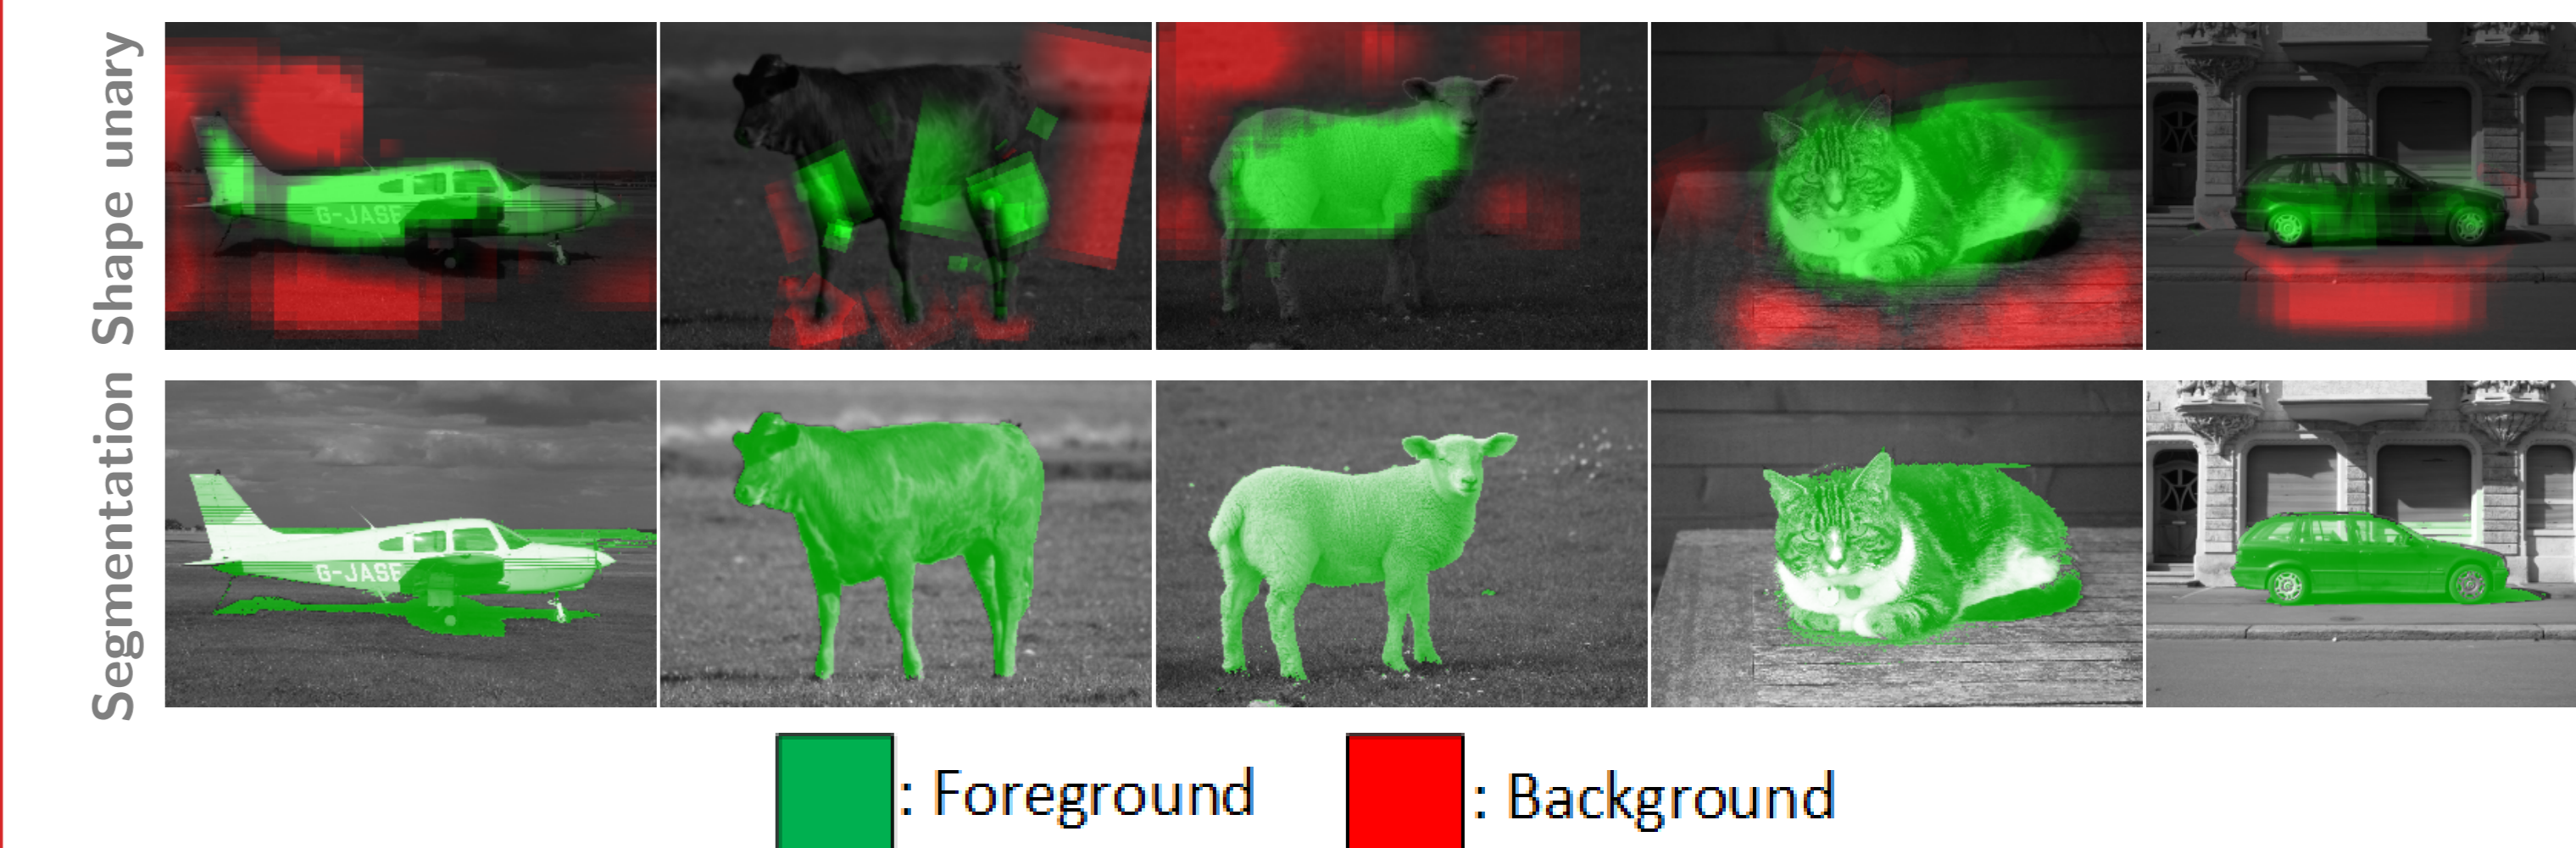 Shape unary
G-JASE
Segmentation
G-JASE
: Foreground
: Background